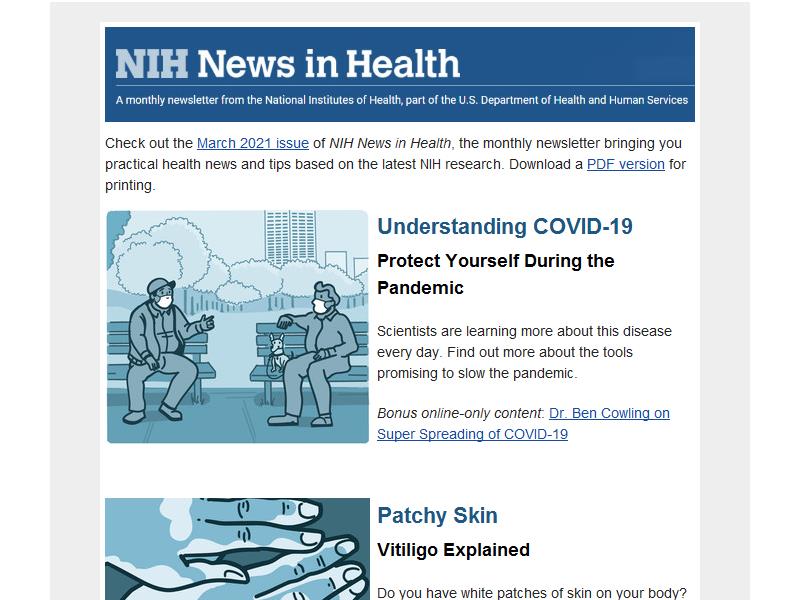 NIH News in Health
A monthly newsletter from the National Institutes of Health, part of the U.S. Department of Health and Human Services
Check out the March 2021 issue of NIH News in Health, the monthly newsletter bringing you
practical health news and tips based on the latest NIH research. Download a PDF version for
printing.
Understanding COVID-19
Protect Yourself During the
Pandemic
Scientists are learning more about this disease
every day. Find out more about the tools
promising to slow the pandemic.
Bonus online-only content: Dr. Ben Cowling on
Super Spreading of COVID-19
Patchy Skin
Vitiligo Explained
Do you have white patches of skin on your body?